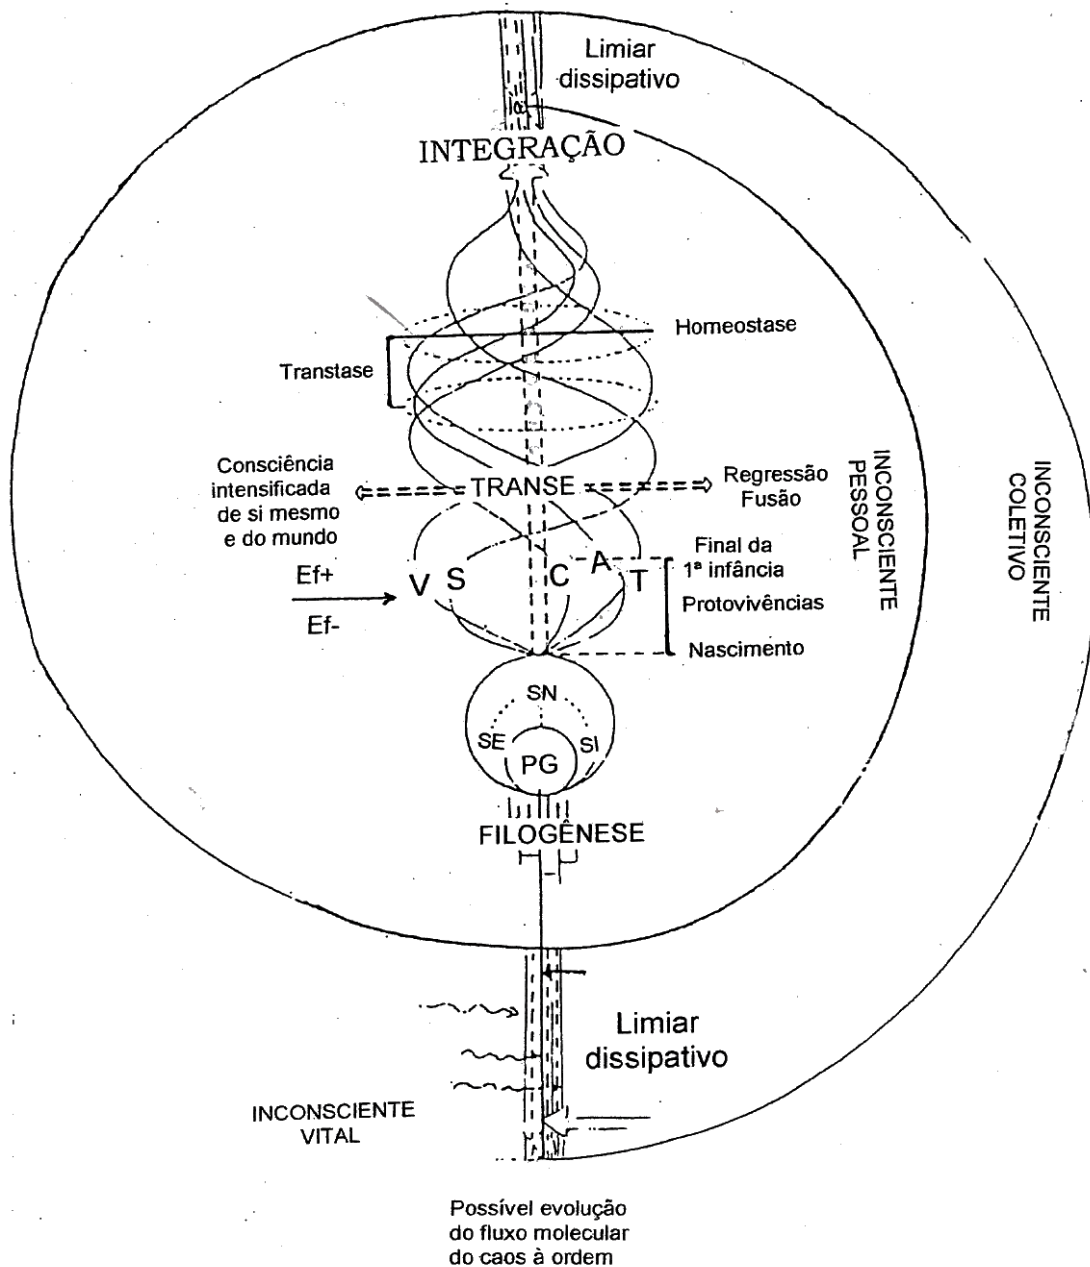 Limiar
dissipativo
INTEGRAÇÃO
Homeostase
Transtase
Consciência
intensificada
de si mesmo
e do mundo
TRANSE
Regressão
Fusão
INCONSCIENTE
PESSOAL
INCONSCIENTE
COLETIVO
Ef+
Ef-
V
S
C
A
T
Final da
1ª infância
Protovivências
Nascimento
SN
SE
SI
PG
FILOGÊNESE
Limiar
dissipativo
INCONSCIENTE
VITAL
Possível evolução
do fluxo molecular
do caos à ordem